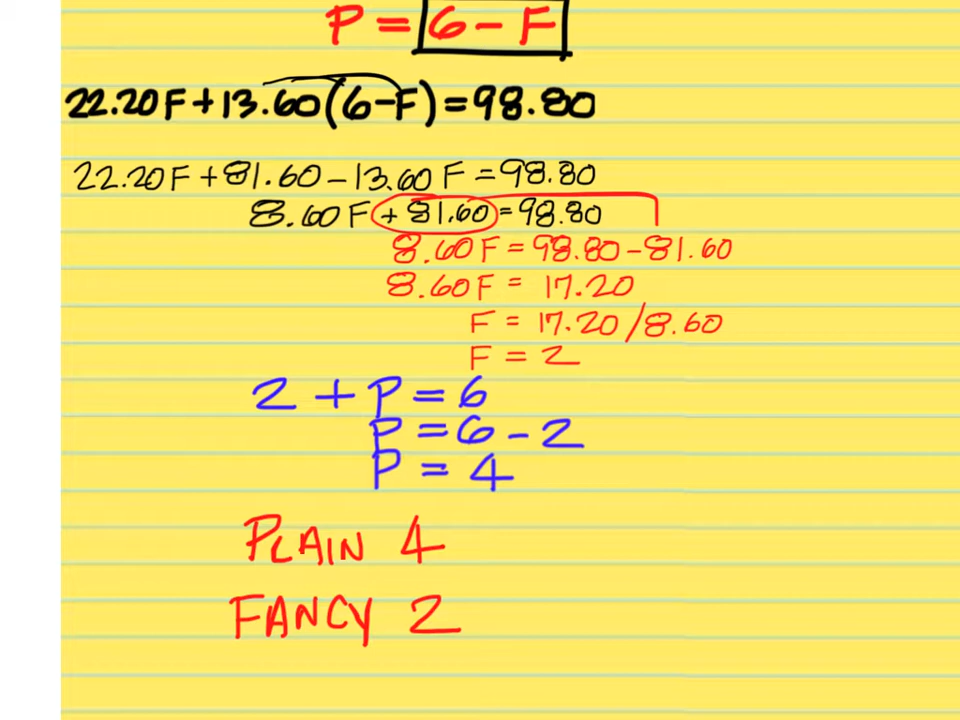 P = 6 - F
22.20F + 13.60(6-F) = 98.80
22.20F + 81.60 - 13.60F = 98.80
8.60F + 81.60 = 98.80
8.60F = 98.80 - 81.60
8.60F = 17.20
F = 17.20/8.60
F = 2
2 + P = 6
P = 6 - 2
P = 4
PLAIN 4
FANCY 2